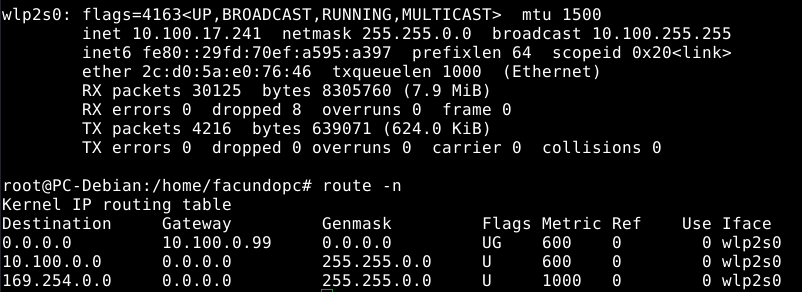 wlp2s0: flags=4163<UP,BROADCAST,RUNNING,MULTICAST>  mtu 1500
        inet 10.100.17.241  netmask 255.255.0.0  broadcast 10.100.255.255
        inet6 fe80::29fd:70ef:a595:a397  prefixlen 64  scopeid 0x20<link>
        ether 2c:d0:5a:e0:76:46  txqueuelen 1000  (Ethernet)
        RX packets 30125  bytes 8305760 (7.9 MiB)
        RX errors 0  dropped 8  overruns 0  frame 0
        TX packets 4216  bytes 639071 (624.0 KiB)
        TX errors 0  dropped 0 overruns 0  carrier 0  collisions 0

root@PC-Debian:/home/facundopc# route -n
Kernel IP routing table
Destination     Gateway         Genmask         Flags Metric Ref    Use Iface
0.0.0.0         10.100.0.99     0.0.0.0         UG    600    0        0 wlp2s0
10.100.0.0      0.0.0.0         255.255.0.0     U     600    0        0 wlp2s0
169.254.0.0     0.0.0.0         255.255.0.0     U     1000   0        0 wlp2s0